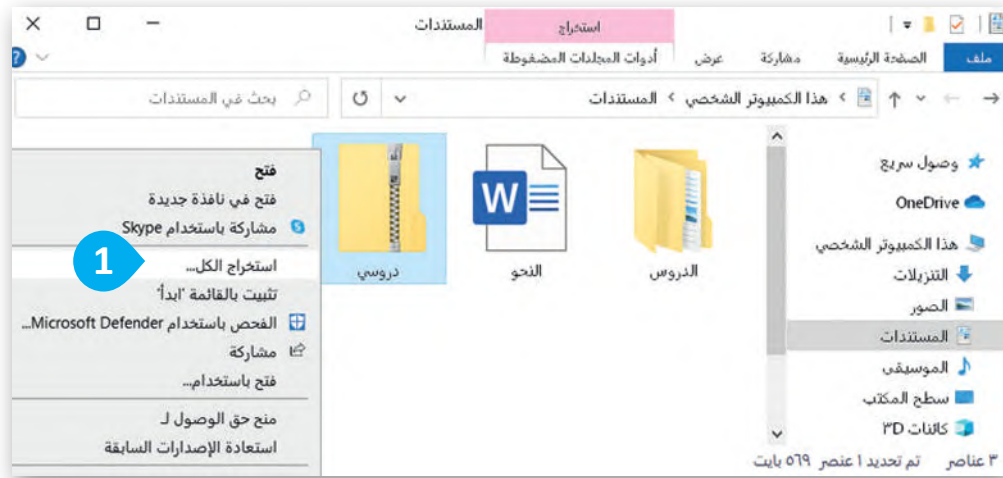 المستندات
استخراج
ملف
الصفحة الرئيسية
مشاركة
عرض
أدوات المجلدات المضغوطة
هذا الكمبيوتر الشخصي > المستندات
بحث في المستندات
وصول سريع
OneDrive
هذا الكمبيوتر الشخصي
التنزيلات
الصور
المستندات
الموسيقى
سطح المكتب
كائنات ٣D
الدروس
النحو
دروسي
W
فتح
فتح في نافذة جديدة
مشاركة باستخدام Skype
1
استخراج الكل...
تثبيت بالقائمة "ابدأ"
الفحص باستخدام Microsoft Defender...
مشاركة
فتح باستخدام...
منح حق الوصول لـ
استعادة الإصدارات السابقة
٣ عناصر
تم تحديد ١ عنصر ٥٦٩ بايت